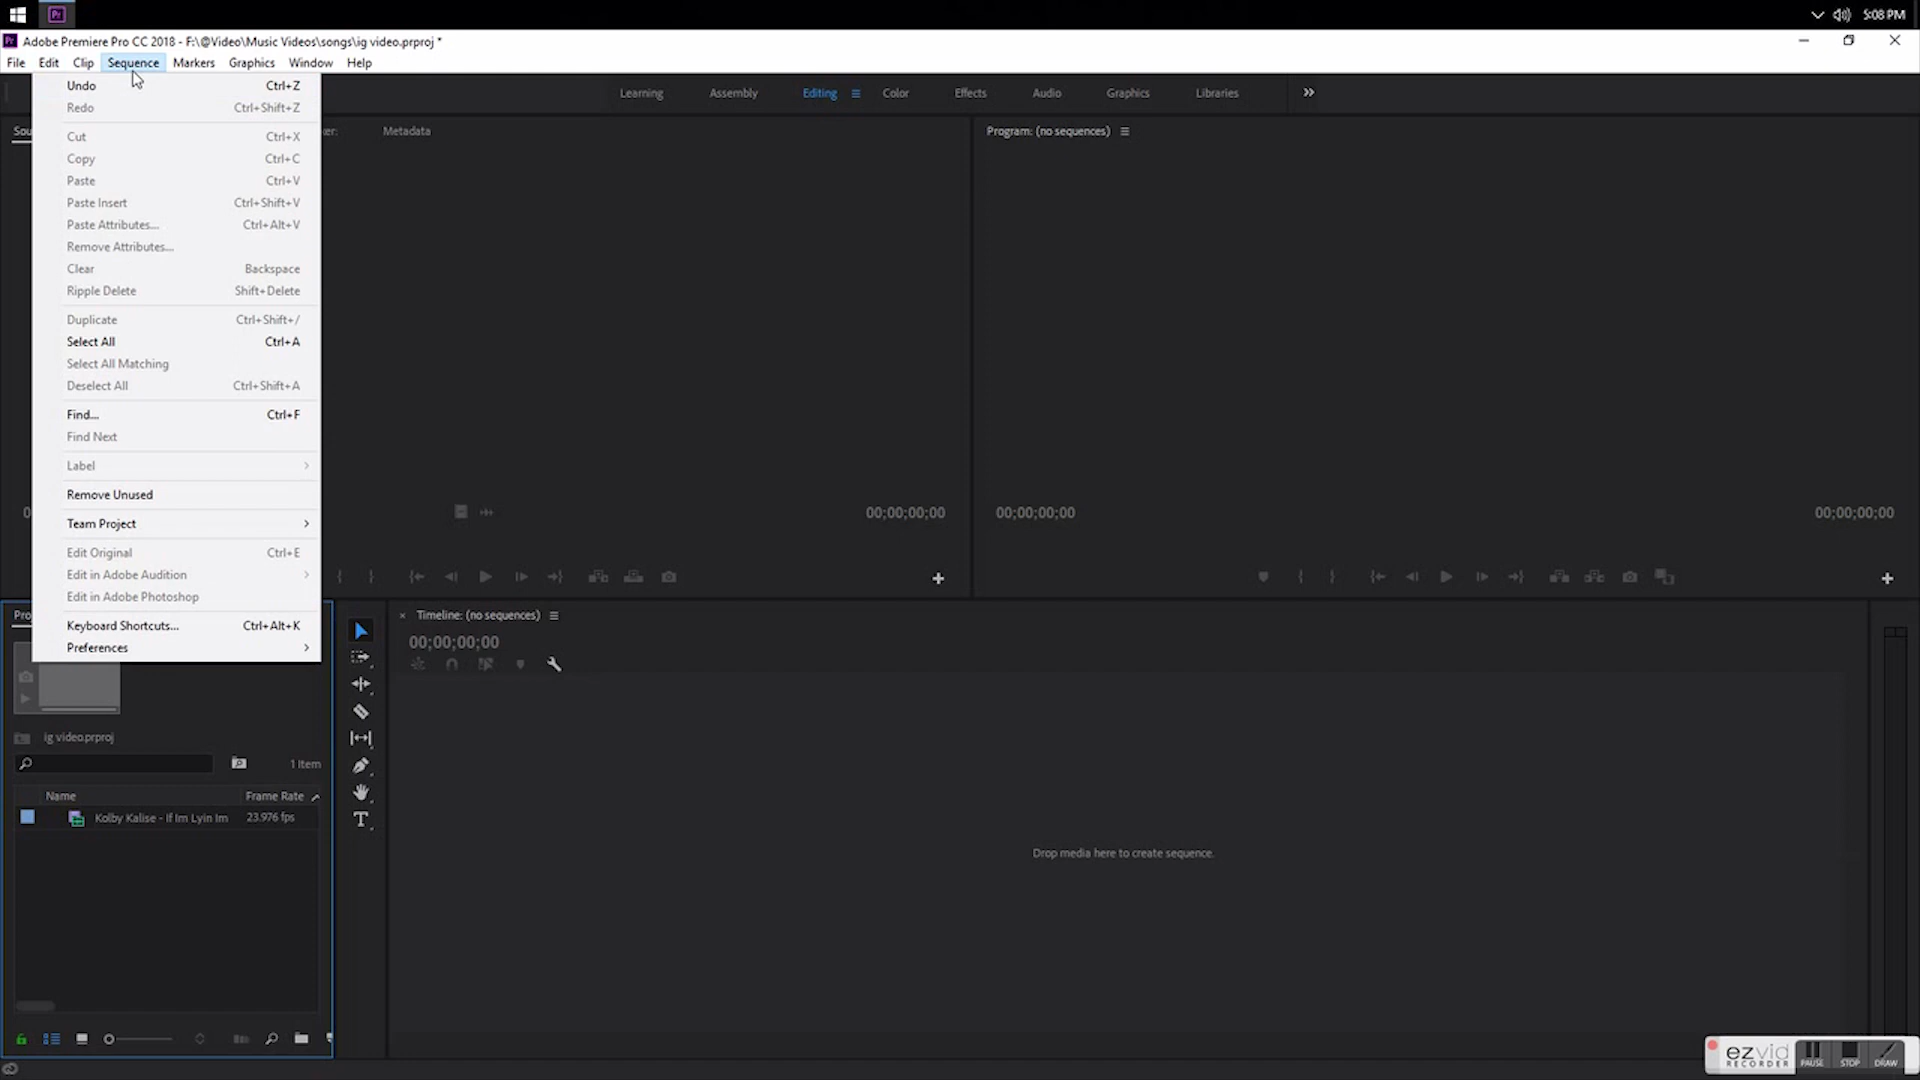 Pr
5:08 PM
Pr Adobe Premiere Pro CC 2018 - F:\@Video\Music Videos\songs\ig video.prproj *
File Edit Clip Sequence Markers Graphics Window Help
Undo Ctrl+Z
Redo Ctrl+Shift+Z
Cut Ctrl+X
Copy Ctrl+C
Paste Ctrl+V
Paste Insert Ctrl+Shift+V
Paste Attributes... Ctrl+Alt+V
Remove Attributes...
Clear Backspace
Ripple Delete Shift+Delete
Duplicate Ctrl+Shift+/
Select All Ctrl+A
Select All Matching
Deselect All Ctrl+Shift+A
Find... Ctrl+F
Find Next
Label
Remove Unused
Team Project
Edit Original Ctrl+E
Edit in Adobe Audition
Edit in Adobe Photoshop
Keyboard Shortcuts... Ctrl+Alt+K
Preferences
Learning Assembly Editing Color Effects Audio Graphics Libraries
Sou er: Metadata
Program: (no sequences)
00;00;00;00
00;00;00;00 00;00;00;00
Pro
ig video.prproj
1 Item
Name Frame Rate
Kolby Kalise - If Im Lyin Im 23.976 fps
Timeline: (no sequences)
00;00;00;00
Drop media here to create sequence.
ezvid
RECORDER
PAUSE STOP DRAW